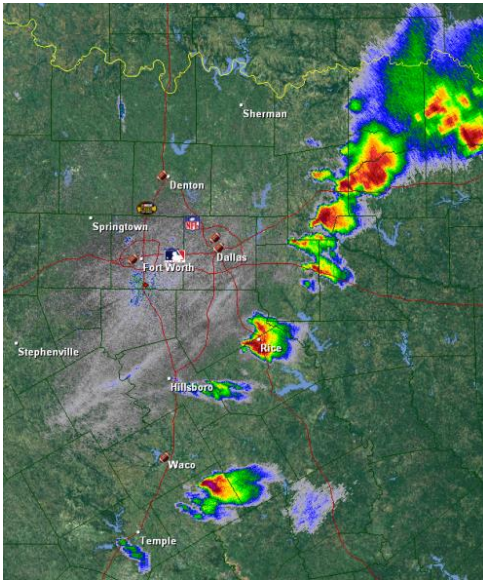 Sherman
Denton
Springtown
Dallas
Fort Worth
Stephenville
Rice
Hillsboro
Waco
Temple